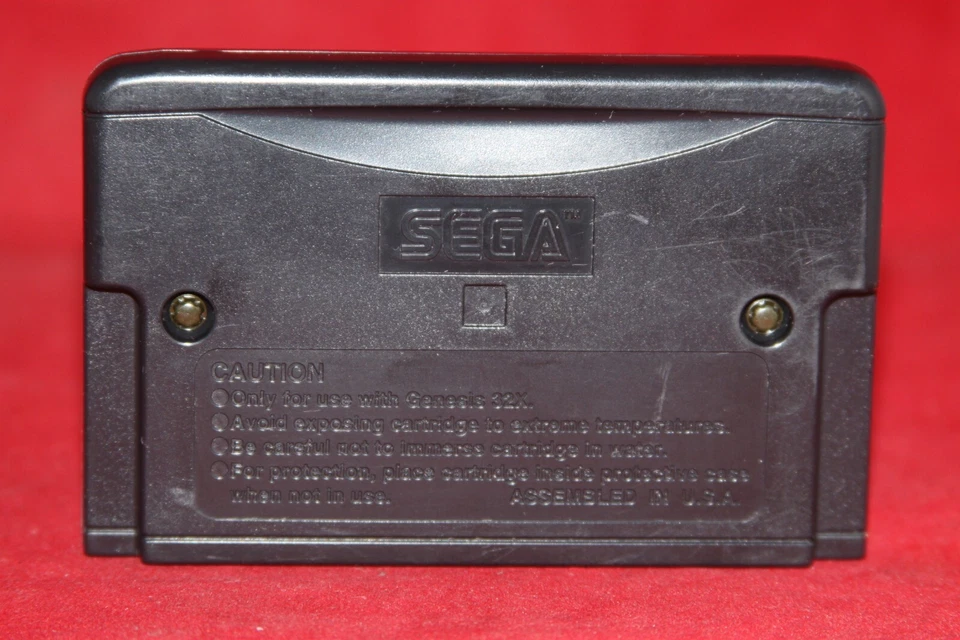 SEGA™
CAUTION
●Only for use with Genesis 32X.
●Avoid exposing cartridge to extreme temperatures.
●Be careful not to immerse cartridge in water.
●For protection, place cartridge inside protective case
when not in use. ASSEMBLED IN U.S.A.